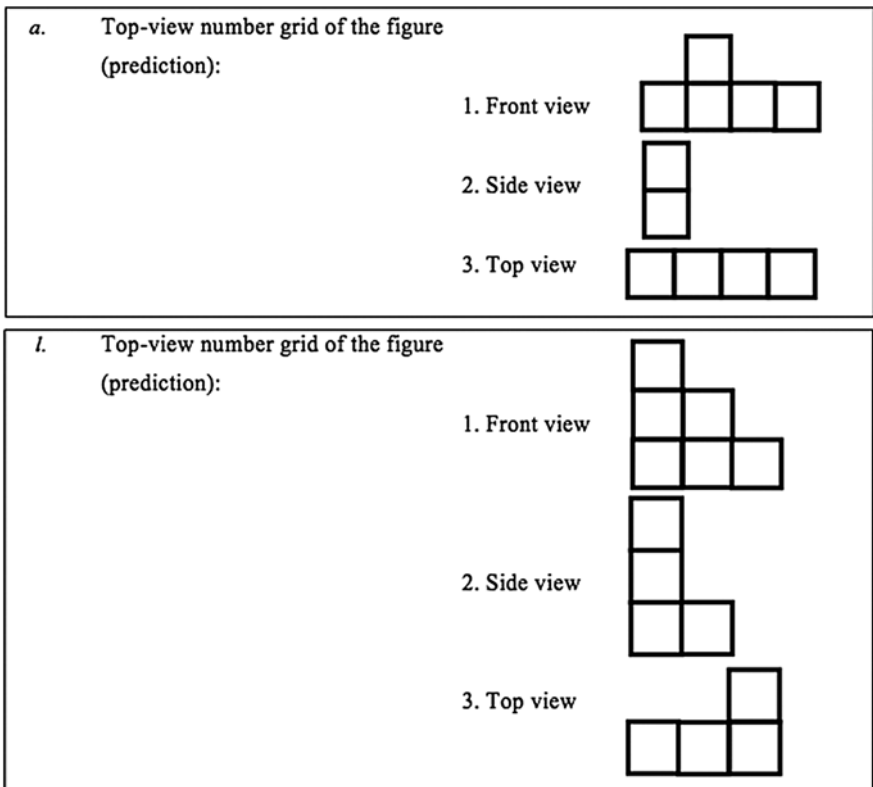 a. Top-view number grid of the figure
(prediction):
1. Front view
2. Side view
3. Top view
l. Top-view number grid of the figure
(prediction):
1. Front view
2. Side view
3. Top view